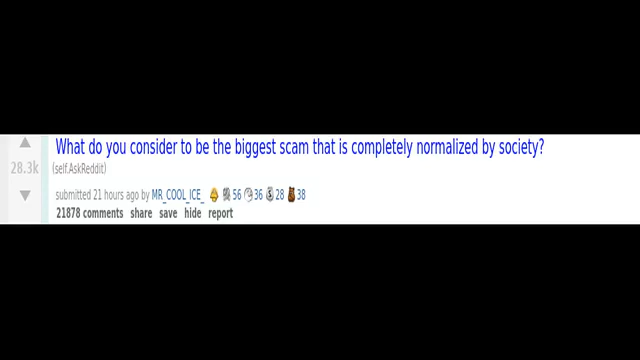 What do you consider to be the biggest scam that is completely normalized by society?
28.3k (self.AskReddit)
submitted 21 hours ago by MR_COOL_ICE_ 56 36 28 38
21878 comments share save hide report